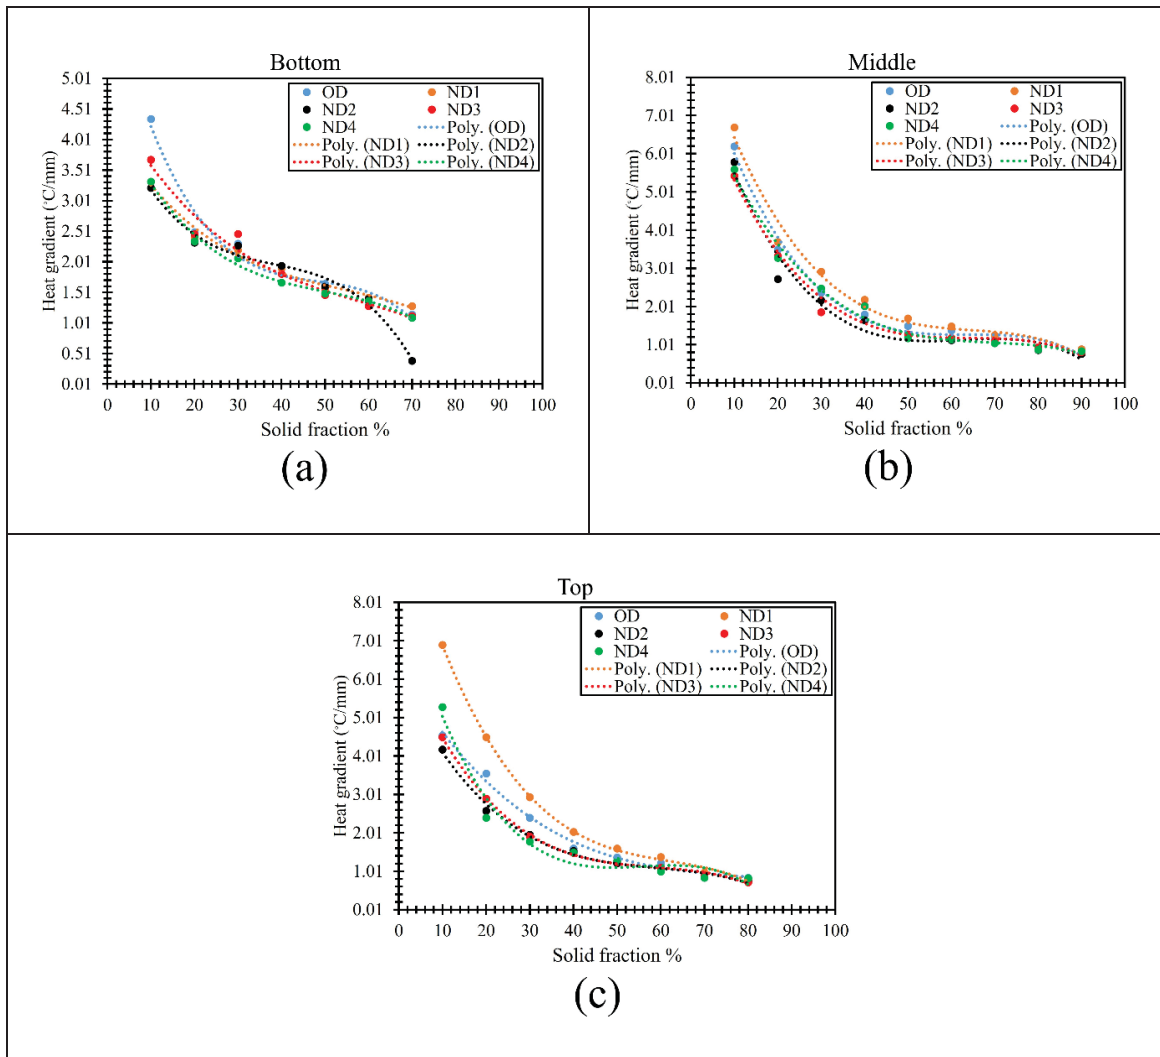 Bottom
5.01
4.51
4.01
3.51
3.01
2.51
2.01
1.51
1.01
0.51
0.01
Heat gradient (°C/mm)
OD ND1
ND2 ND3
ND4 Poly. (OD)
Poly. (ND1) Poly. (ND2)
Poly. (ND3) Poly. (ND4)
0 10 20 30 40 50 60 70 80 90 100
Solid fraction %
(a)
Middle
8.01
7.01
6.01
5.01
4.01
3.01
2.01
1.01
0.01
Heat gradient (°C/mm)
OD ND1
ND2 ND3
ND4 Poly. (OD)
Poly. (ND1) Poly. (ND2)
Poly. (ND3) Poly. (ND4)
0 10 20 30 40 50 60 70 80 90 100
Solid fraction %
(b)
Top
8.01
7.01
6.01
5.01
4.01
3.01
2.01
1.01
0.01
Heat gradient (°C/mm)
OD ND1
ND2 ND3
ND4 Poly. (OD)
Poly. (ND1) Poly. (ND2)
Poly. (ND3) Poly. (ND4)
0 10 20 30 40 50 60 70 80 90 100
Solid fraction %
(c)